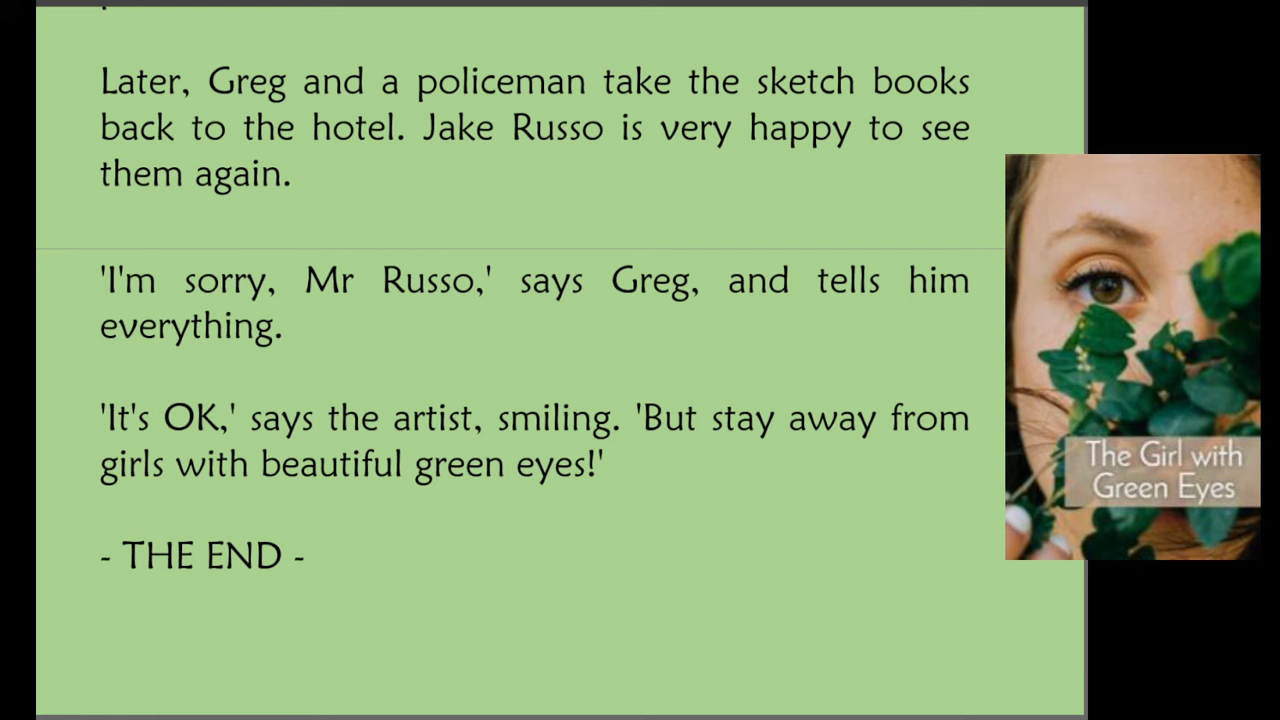 Later, Greg and a policeman take the sketch books
back to the hotel. Jake Russo is very happy to see
them again.
'I'm sorry, Mr Russo,' says Greg, and tells him
everything.
'It's OK,' says the artist, smiling. 'But stay away from
girls with beautiful green eyes!'
- THE END -
The Girl with
Green Eyes